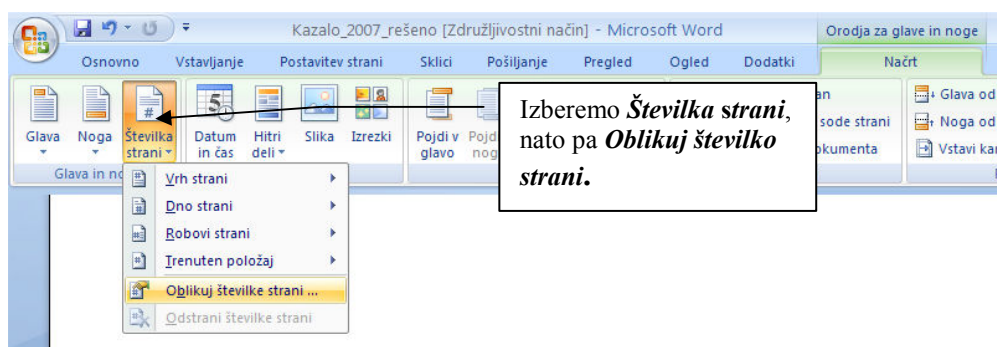 Kazalo_2007_rešeno [Združljivostni način] - Microsoft Word
Orodja za glave in noge
Osnovno Vstavljanje Postavitev strani Sklici Pošiljanje Pregled Ogled Dodatki Načrt
Glava
Noga
Številka strani
5
Datum in čas
Hitri deli
Slika
Izrezki
Pojdi v glavo
Glava in
sode strani
Glava od
Noga od
Vstavi
Izberemo Številka strani,
nato pa Oblikuj številko
strani.
Vrh strani
Dno strani
Robovi strani
Trenuten položaj
Oblikuj številke strani ...
Odstrani številke strani